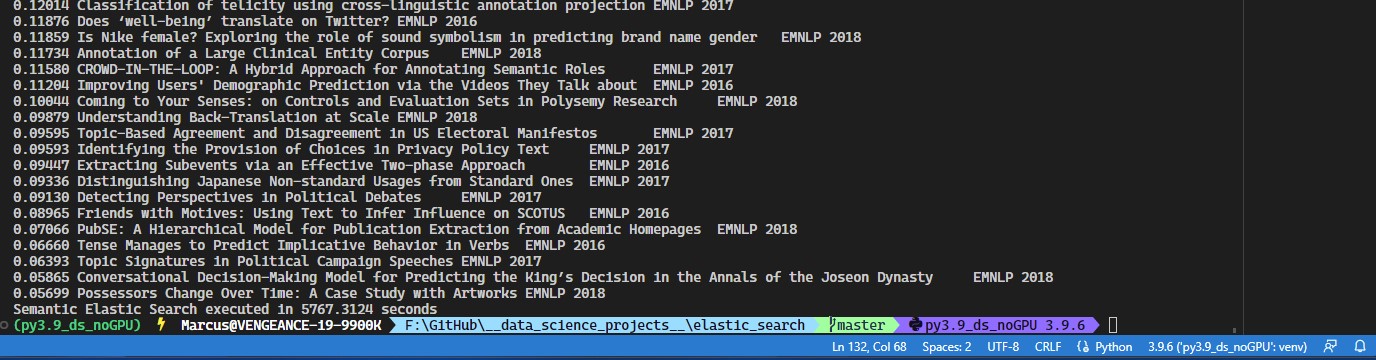 0.12014 Classification of telicity using cross-linguistic annotation projection EMNLP 2017
0.11876 Does ‘well-being’ translate on Twitter? EMNLP 2016
0.11859 Is Nike female? Exploring the role of sound symbolism in predicting brand name gender EMNLP 2018
0.11734 Annotation of a Large Clinical Entity Corpus EMNLP 2018
0.11580 CROWD-IN-THE-LOOP: A Hybrid Approach for Annotating Semantic Roles EMNLP 2017
0.11204 Improving Users' Demographic Prediction via the Videos They Talk about EMNLP 2016
0.10044 Coming to Your Senses: on Controls and Evaluation Sets in Polysemy Research EMNLP 2018
0.09879 Understanding Back-Translation at Scale EMNLP 2018
0.09595 Topic-Based Agreement and Disagreement in US Electoral Manifestos EMNLP 2017
0.09593 Identifying the Provision of Choices in Privacy Policy Text EMNLP 2017
0.09447 Extracting Subevents via an Effective Two-phase Approach EMNLP 2016
0.09336 Distinguishing Japanese Non-standard Usages from Standard Ones EMNLP 2017
0.09130 Detecting Perspectives in Political Debates EMNLP 2017
0.08965 Friends with Motives: Using Text to Infer Influence on SCOTUS EMNLP 2016
0.07066 PubSE: A Hierarchical Model for Publication Extraction from Academic Homepages EMNLP 2018
0.06660 Tense Manages to Predict Implicative Behavior in Verbs EMNLP 2016
0.06393 Topic Signatures in Political Campaign Speeches EMNLP 2017
0.05865 Conversational Decision-Making Model for Predicting the King’s Decision in the Annals of the Joseon Dynasty EMNLP 2018
0.05699 Possessors Change Over Time: A Case Study with Artworks EMNLP 2018
Semantic Elastic Search executed in 5767.3124 seconds
(py3.9_ds_noGPU) Marcus@VENGEANCE-i9-9900K F:\GitHub\__data_science_projects__\elastic_search master py3.9_ds_noGPU 3.9.6
Ln 132, Col 68 Spaces: 2 UTF-8 CRLF Python 3.9.6 ('py3.9_ds_noGPU': venv)